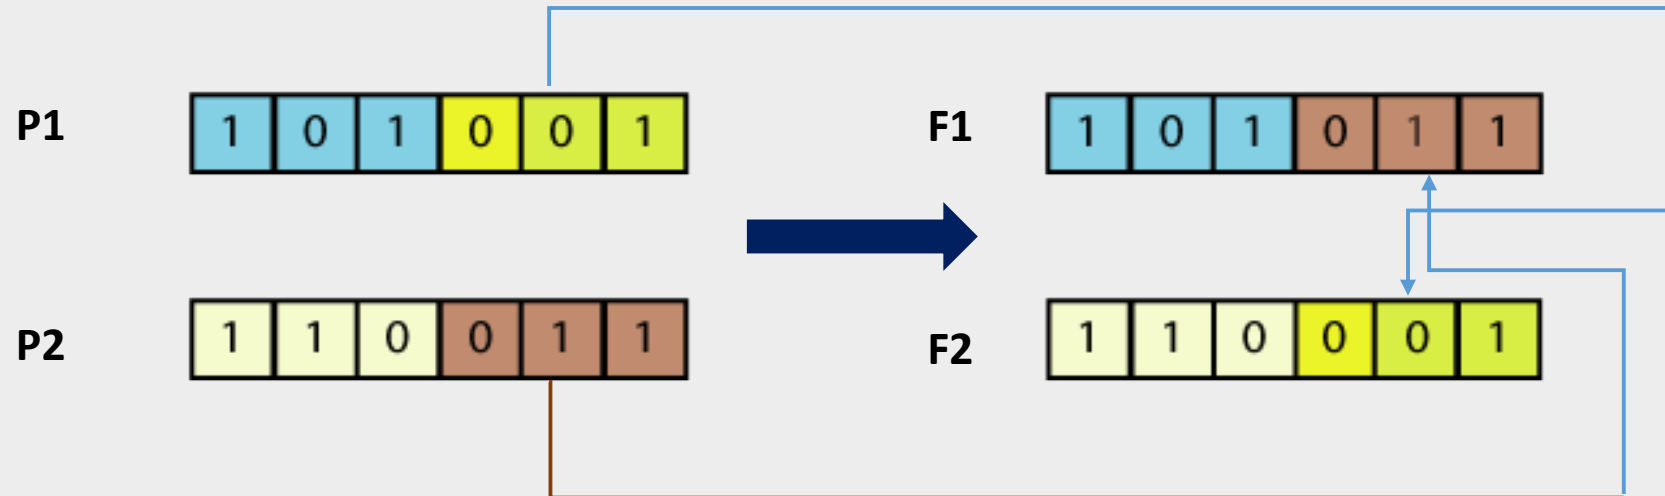 P1 1 0 1 0 0 1 F1 1 0 1 0 1 1
P2 1 1 0 0 1 1 F2 1 1 0 0 0 1